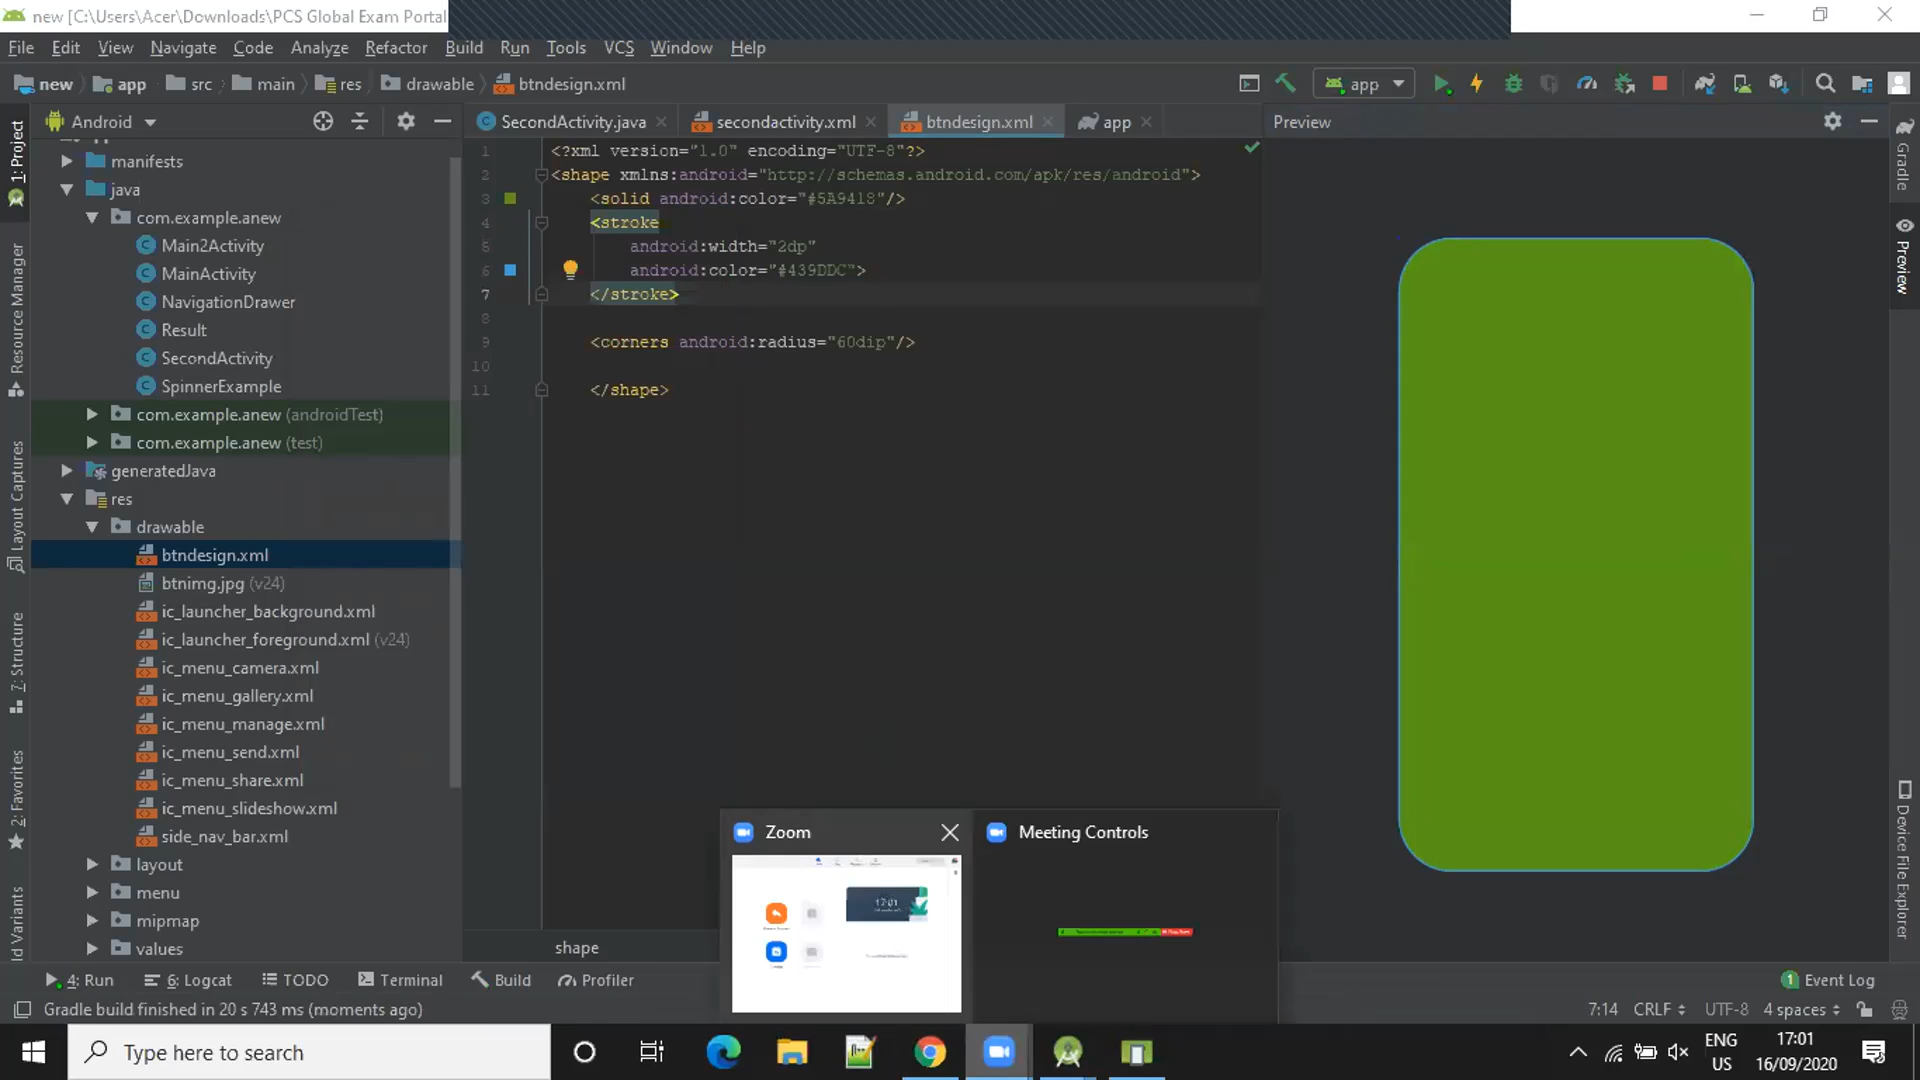 new [C:\Users\Acer\Downloads\PCS Global Exam Portal
File Edit View Navigate Code Analyze Refactor Build Run Tools VCS Window Help
new app src main res drawable btndesign.xml
app
Android
SecondActivity.java secondactivity.xml btndesign.xml app
Preview
1: Project
Resource Manager
Layout Captures
7: Structure
2: Favorites
ld Variants
manifests
java
com.example.anew
Main2Activity
MainActivity
NavigationDrawer
Result
SecondActivity
SpinnerExample
com.example.anew (androidTest)
com.example.anew (test)
generatedJava
res
drawable
btndesign.xml
btnimg.jpg (v24)
ic_launcher_background.xml
ic_launcher_foreground.xml (v24)
ic_menu_camera.xml
ic_menu_gallery.xml
ic_menu_manage.xml
ic_menu_send.xml
ic_menu_share.xml
ic_menu_slideshow.xml
side_nav_bar.xml
layout
menu
mipmap
values
1 <?xml version="1.0" encoding="UTF-8"?>
2 <shape xmlns:android="http://schemas.android.com/apk/res/android">
3 <solid android:color="#5A9418"/>
4 <stroke
5 android:width="2dp"
6 android:color="#439DDC">
7 </stroke>
8
9 <corners android:radius="60dip"/>
10
11 </shape>
shape
Gradle
Preview
Device File Explorer
Zoom
17:01
Meeting Controls
4: Run 6: Logcat TODO Terminal Build Profiler
1 Event Log
Gradle build finished in 20 s 743 ms (moments ago)
7:14 CRLF UTF-8 4 spaces
Type here to search
ENG
US
17:01
16/09/2020